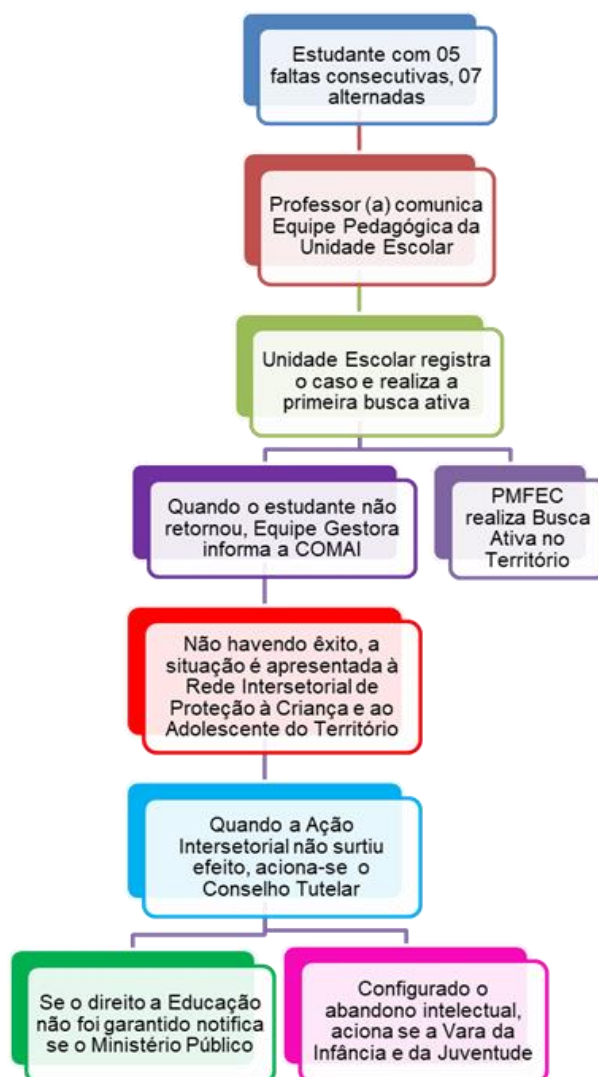 Estudante com 05
faltas consecutivas, 07
alternadas
Professor (a) comunica
Equipe Pedagógica da
Unidade Escolar
Unidade Escolar registra
o caso e realiza a
primeira busca ativa
Quando o estudante não
retornou, Equipe Gestora
informa a COMAI
PMFEC
realiza Busca
Ativa no
Território
Não havendo êxito, a
situação é apresentada à
Rede Intersetorial de
Proteção à Criança e ao
Adolescente do Território
Quando a Ação
Intersetorial não surtiu
efeito, aciona-se o
Conselho Tutelar
Se o direito a Educação
não foi garantido notifica
se o Ministério Público
Configurado o
abandono intelectual,
aciona se a Vara da
Infância e da Juventude